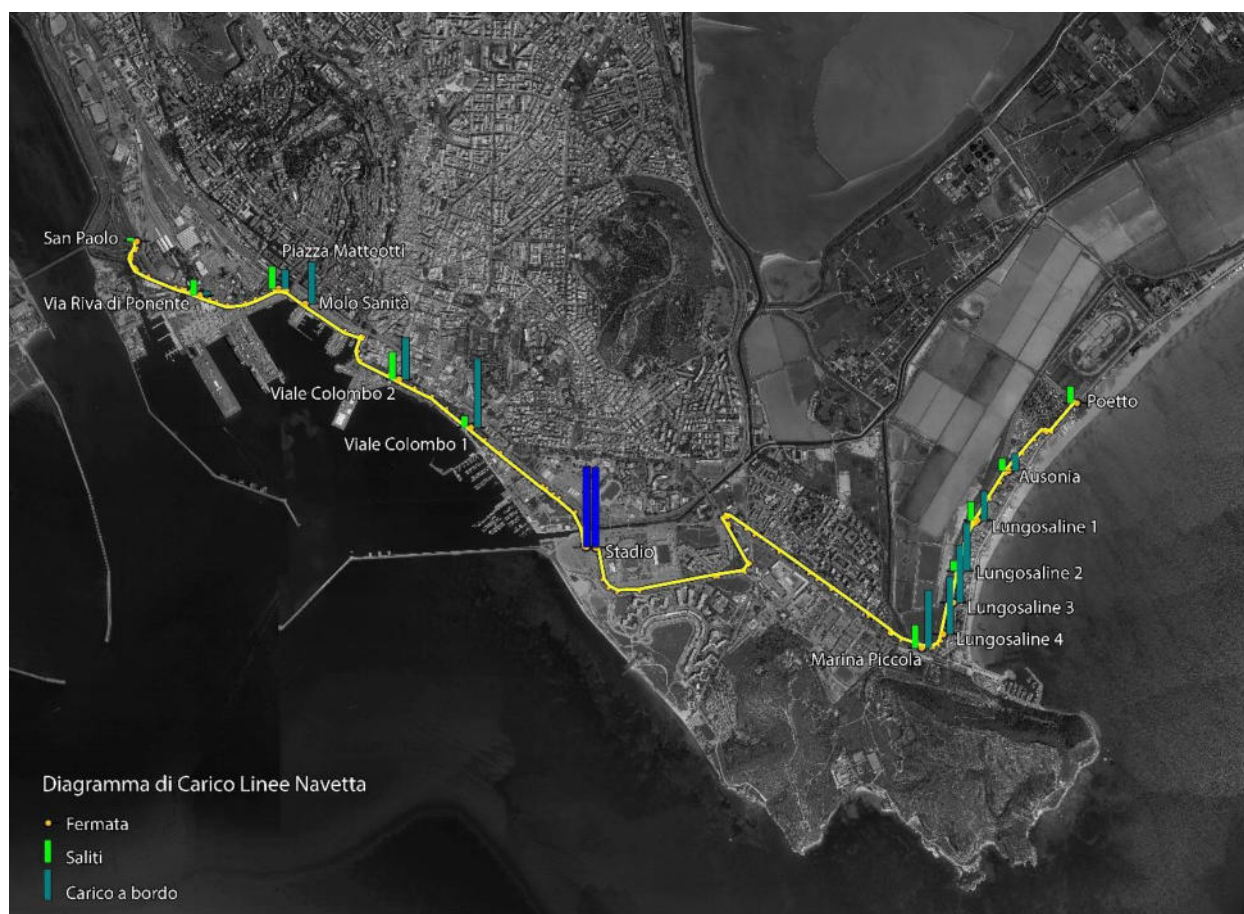 San Paolo
Piazza Matteotti
Via Riva di Ponente
Molo Sanità
Viale Colombo 2
Viale Colombo 1
Poetto
Ausonia
Lungosaline 1
Stadio
Lungosaline 2
Lungosaline 3
Lungosaline 4
Marina Piccola
Diagramma di Carico Linee Navetta
Fermata
Saliti
Carico a bordo